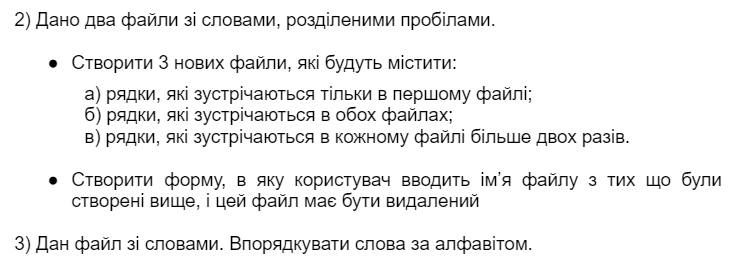 2) Дано два файли зі словами, розділеними пробілами.
● Створити 3 нових файли, які будуть містити:
а) рядки, які зустрічаються тільки в першому файлі;
б) рядки, які зустрічаються в обох файлах;
в) рядки, які зустрічаються в кожному файлі більше двох разів.
● Створити форму, в яку користувач вводить ім’я файлу з тих що були
створені вище, і цей файл має бути видалений
3) Дан файл зі словами. Впорядкувати слова за алфавітом.